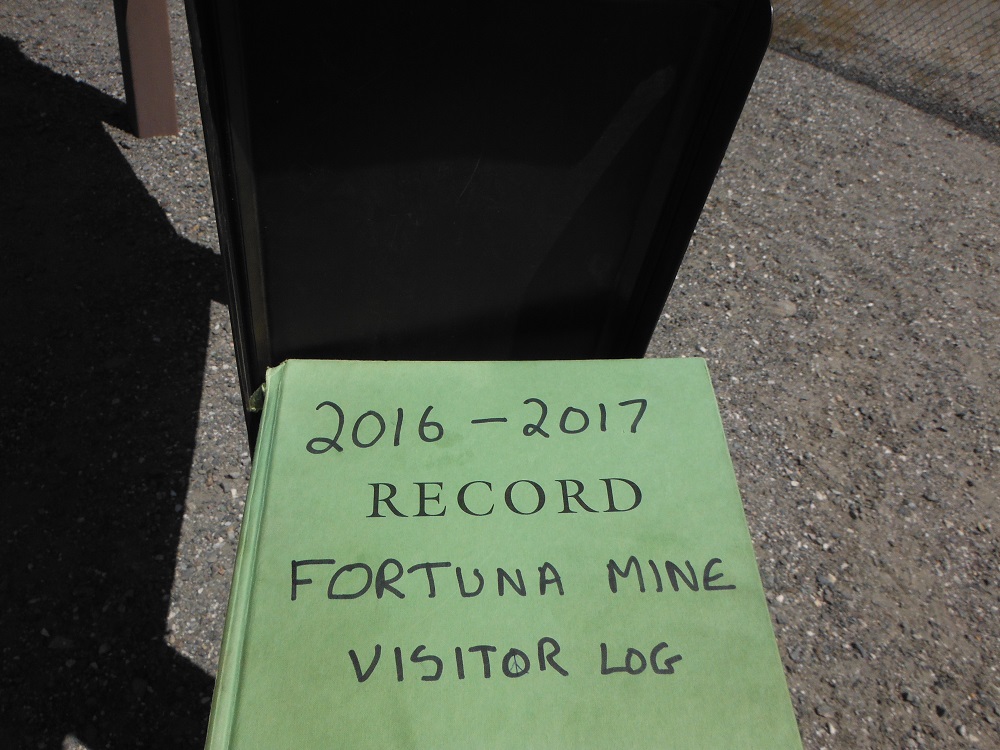 2016 - 2017
RECORD
FORTUNA MINE
VISITOR LOG